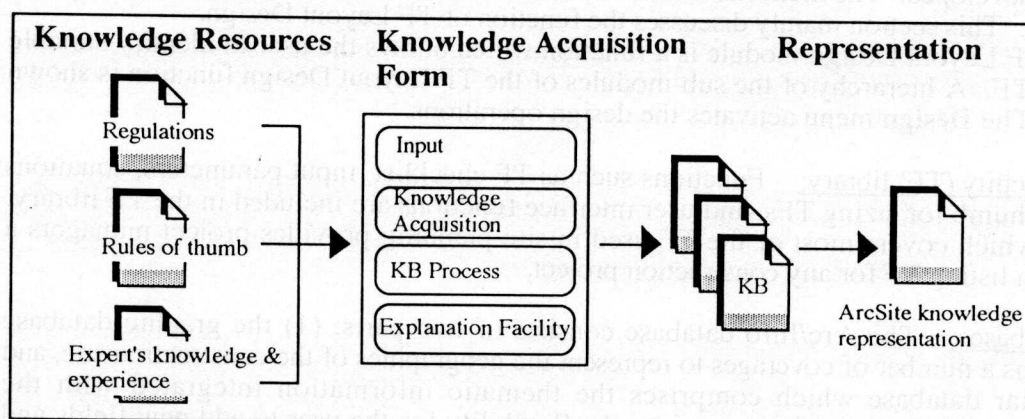 Knowledge Resources
Knowledge Acquisition
Form
Representation
Regulations
Rules of thumb
Expert's knowledge &
experience
Input
Knowledge
Acquisition
KB Process
Explanation Facility
KB
ArcSite knowledge
representation